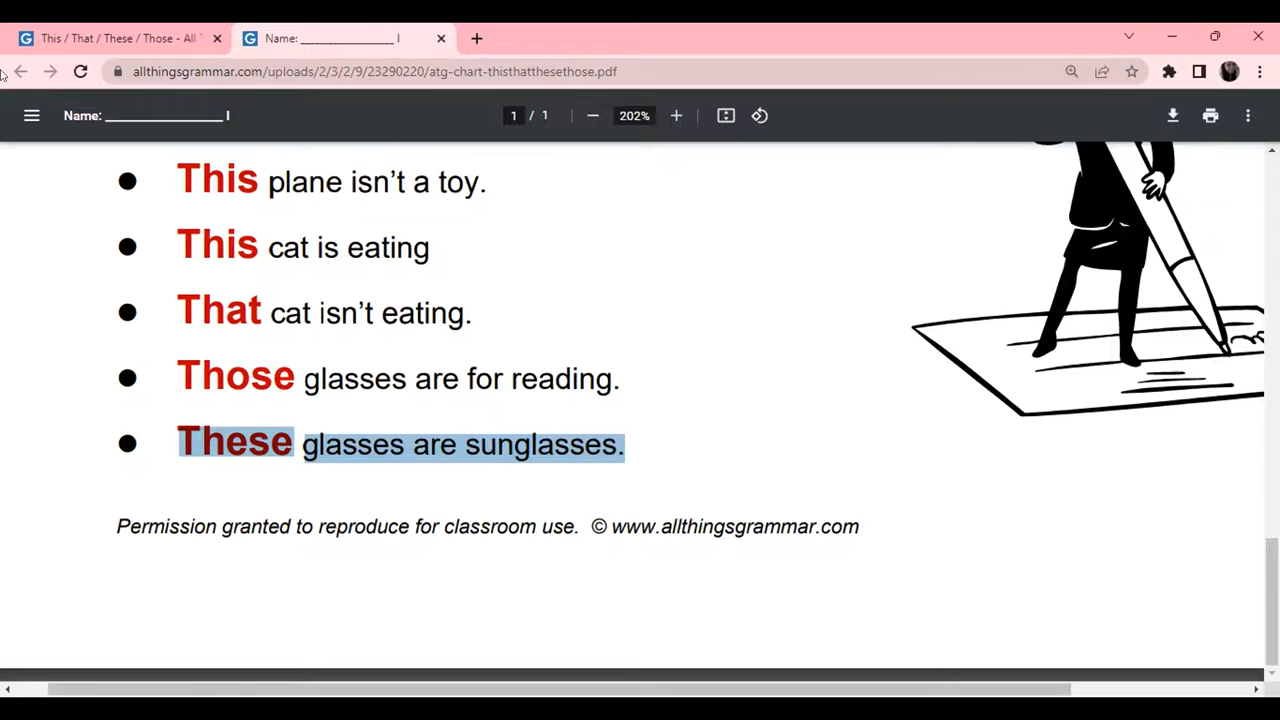 This / That / These / Those - All T
Name: __________________ I
allthingsgrammar.com/uploads/2/3/2/9/23290220/atg-chart-thisthatthesethose.pdf
Name: __________________ I
1 / 1
202%
● This plane isn’t a toy.
● This cat is eating
● That cat isn’t eating.
● Those glasses are for reading.
● These glasses are sunglasses.
Permission granted to reproduce for classroom use. © www.allthingsgrammar.com